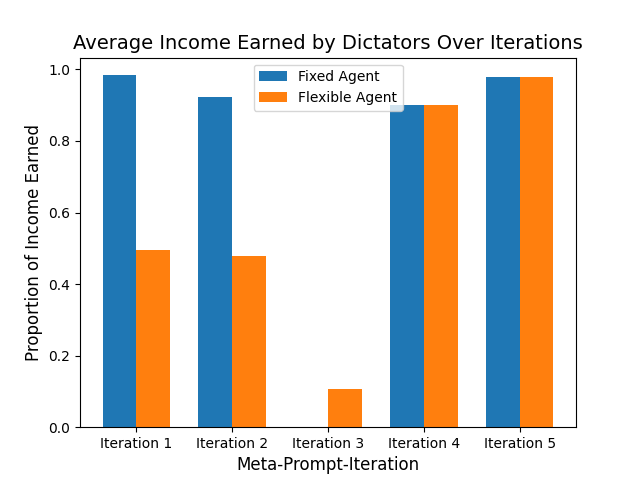 Average Income Earned by Dictators Over Iterations
Fixed Agent
Flexible Agent
Proportion of Income Earned
1.0
0.8
0.6
0.4
0.2
0.0
Iteration 1 Iteration 2 Iteration 3 Iteration 4 Iteration 5
Meta-Prompt-Iteration